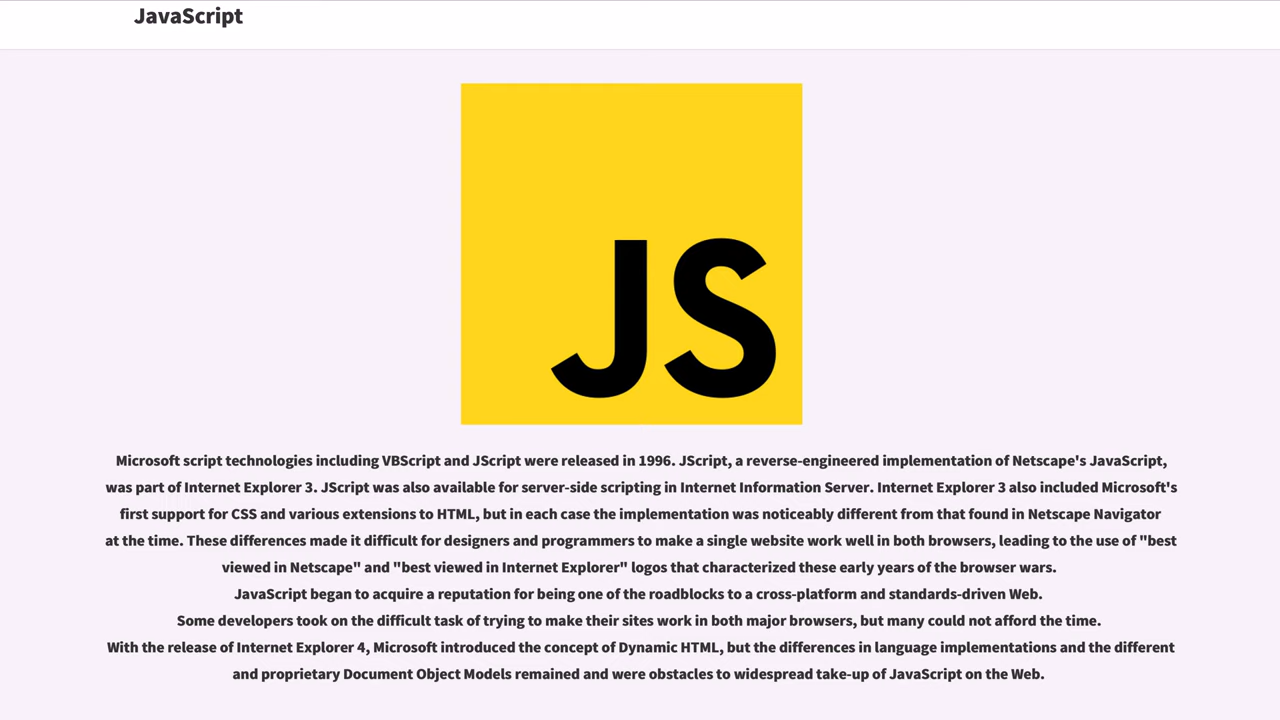 JavaScript
JS
Microsoft script technologies including VBScript and JScript were released in 1996. JScript, a reverse-engineered implementation of Netscape's JavaScript,
was part of Internet Explorer 3. JScript was also available for server-side scripting in Internet Information Server. Internet Explorer 3 also included Microsoft's
first support for CSS and various extensions to HTML, but in each case the implementation was noticeably different from that found in Netscape Navigator
at the time. These differences made it difficult for designers and programmers to make a single website work well in both browsers, leading to the use of "best
viewed in Netscape" and "best viewed in Internet Explorer" logos that characterized these early years of the browser wars.
JavaScript began to acquire a reputation for being one of the roadblocks to a cross-platform and standards-driven Web.
Some developers took on the difficult task of trying to make their sites work in both major browsers, but many could not afford the time.
With the release of Internet Explorer 4, Microsoft introduced the concept of Dynamic HTML, but the differences in language implementations and the different
and proprietary Document Object Models remained and were obstacles to widespread take-up of JavaScript on the Web.